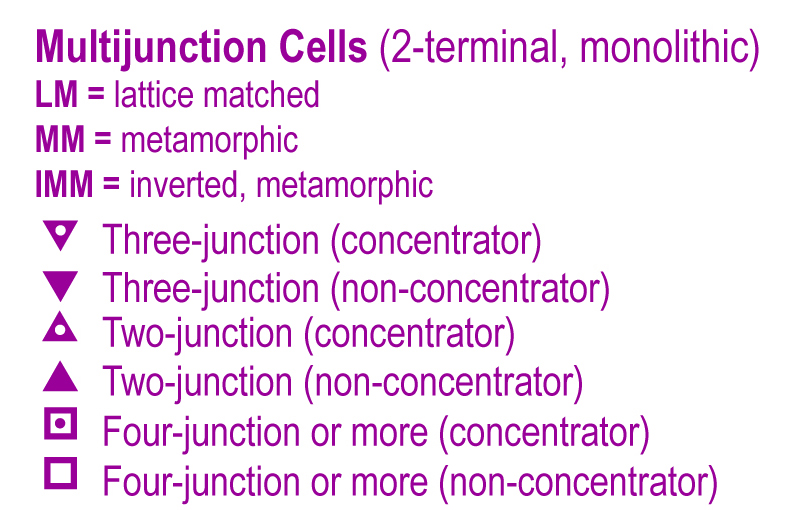 Multijunction Cells (2-terminal, monolithic)
LM = lattice matched
MM = metamorphic
IMM = inverted, metamorphic
Three-junction (concentrator)
Three-junction (non-concentrator)
Two-junction (concentrator)
Two-junction (non-concentrator)
Four-junction or more (concentrator)
Four-junction or more (non-concentrator)